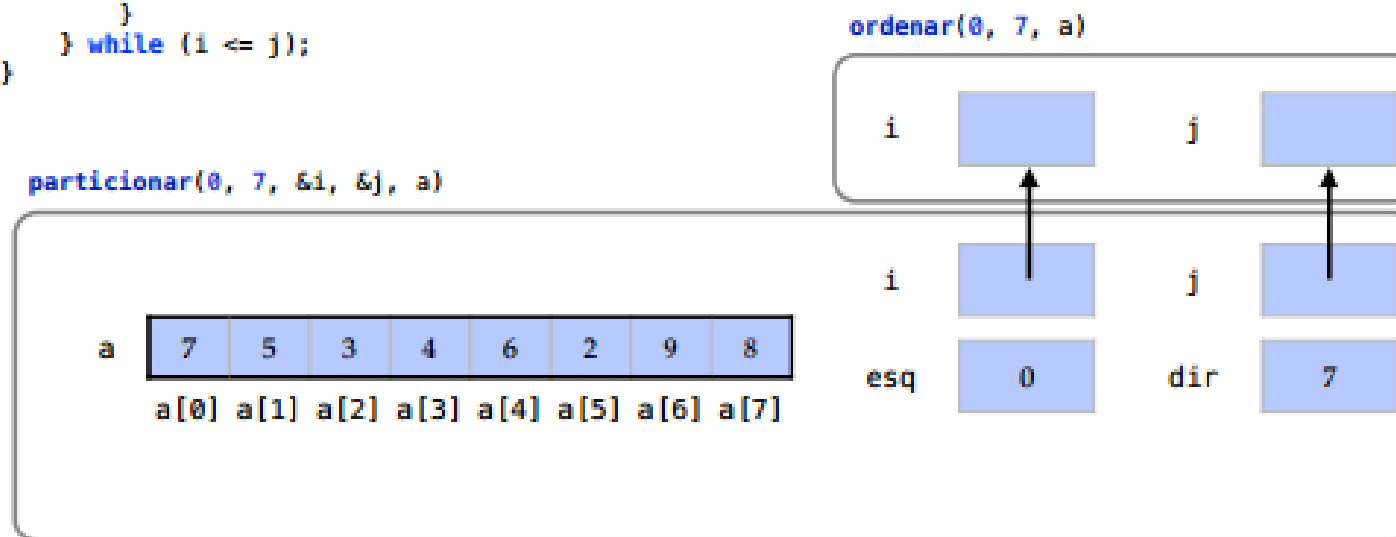 }
} while (i <= j);
}
ordenar(0, 7, a)
i j
particionar(0, 7, &i, &j, a)
i j
a 7 5 3 4 6 2 9 8
esq 0 dir 7
a[0] a[1] a[2] a[3] a[4] a[5] a[6] a[7]